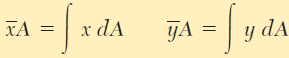 x̄A = ∫ x dA ȳA = ∫ y dA